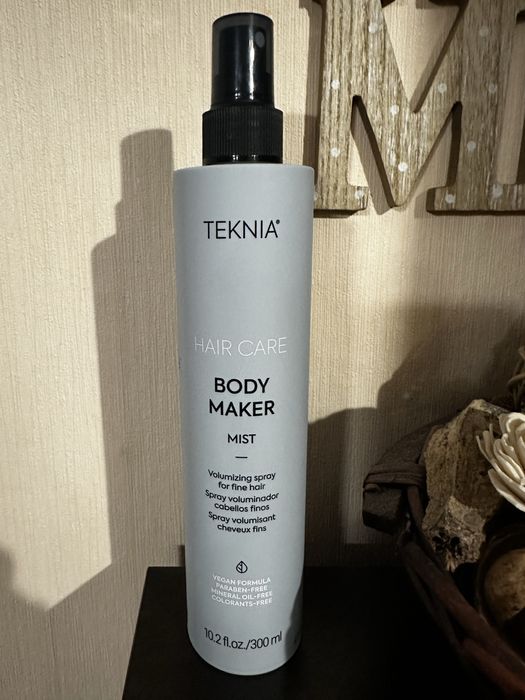 M
TEKNIA®
HAIR CARE
BODY
MAKER
MIST
Volumizing spray
for fine hair
Spray voluminador
cabellos finos
Spray volumisant
cheveux fins
VEGAN FORMULA
PARABEN-FREE
MINERAL OIL-FREE
COLORANTS-FREE
10.2 fl.oz./300 ml